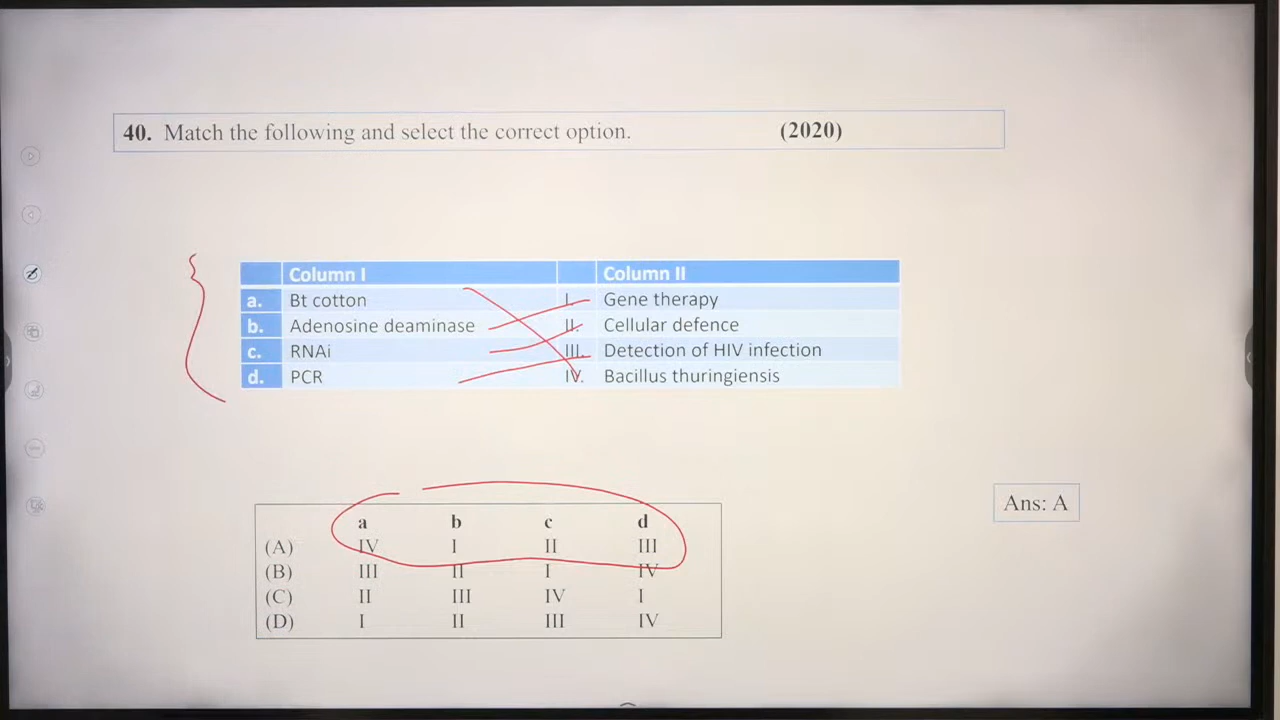 40. Match the following and select the correct option. (2020)
Column I Column II
a. Bt cotton I. Gene therapy
b. Adenosine deaminase II. Cellular defence
c. RNAi III. Detection of HIV infection
d. PCR IV. Bacillus thuringiensis
a b c d
(A) IV I II III
(B) III II I IV
(C) II III IV I
(D) I II III IV
Ans: A